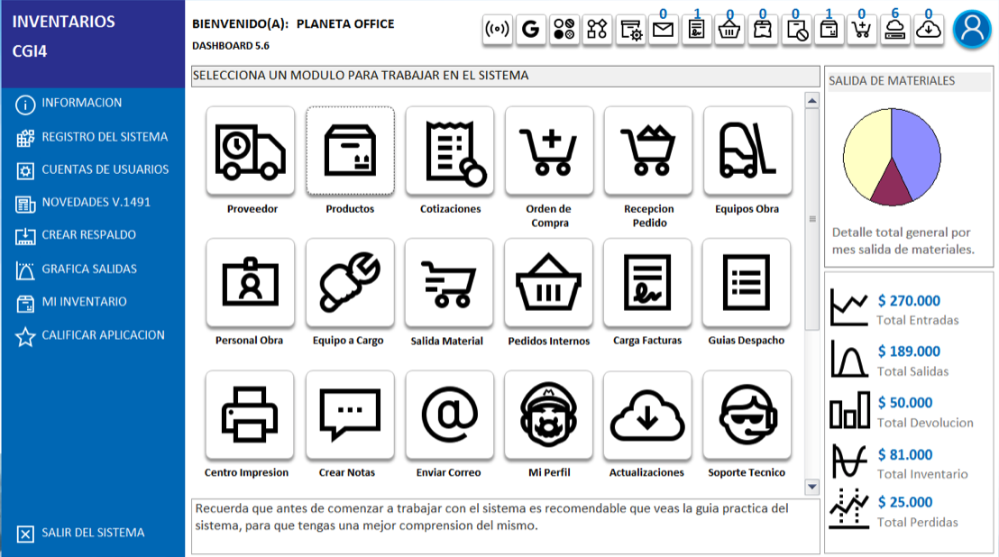 INVENTARIOS
CGI4
INFORMACION
REGISTRO DEL SISTEMA
CUENTAS DE USUARIOS
NOVEDADES V.1491
CREAR RESPALDO
GRAFICA SALIDAS
MI INVENTARIO
CALIFICAR APLICACION
SALIR DEL SISTEMA
BIENVENIDO(A): PLANETA OFFICE
DASHBOARD 5.6
G
0 1 0 0 0 1 0 6 0
SELECCIONA UN MODULO PARA TRABAJAR EN EL SISTEMA
Proveedor
Productos
Cotizaciones
Orden de
Compra
Recepcion
Pedido
Equipos Obra
Personal Obra
Equipo a Cargo
Salida Material
Pedidos Internos
Carga Facturas
Guias Despacho
@
M
Centro Impresion
Crear Notas
Enviar Correo
Mi Perfil
Actualizaciones
Soporte Tecnico
Recuerda que antes de comenzar a trabajar con el sistema es recomendable que veas la guia practica del
sistema, para que tengas una mejor comprension del mismo.
SALIDA DE MATERIALES
Detalle total general por
mes salida de materiales.
$ 270.000
Total Entradas
$ 189.000
Total Salidas
$ 50.000
Total Devolucion
$ 81.000
Total Inventario
$ 25.000
Total Perdidas